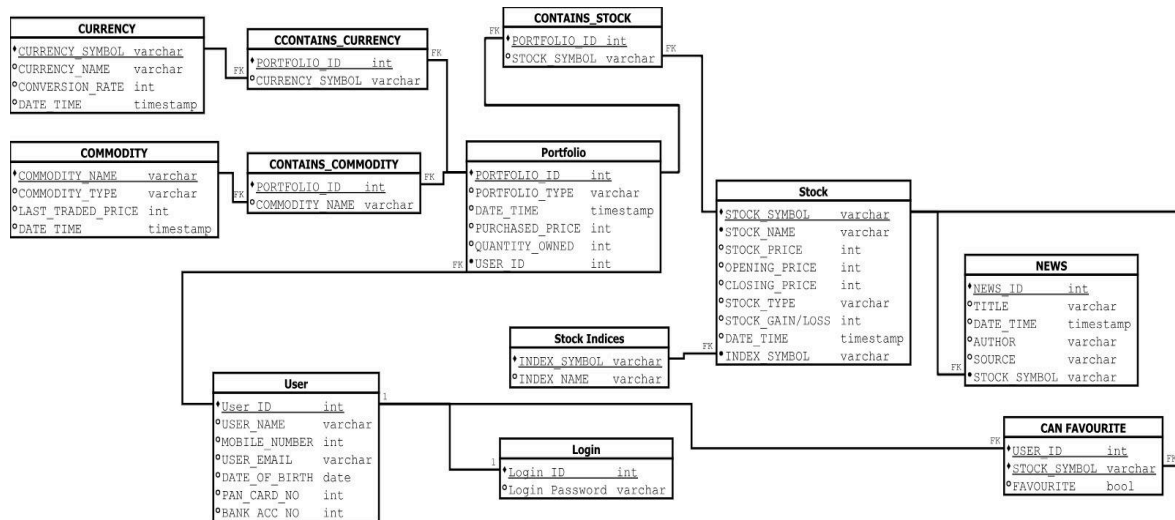 CURRENCY
CURRENCY_SYMBOL varchar
CURRENCY_NAME varchar
CONVERSION_RATE int
DATE_TIME timestamp
FK
CCONTAINS_CURRENCY
PORTFOLIO_ID int
CURRENCY_SYMBOL varchar
FK
FK
CONTAINS_STOCK
PORTFOLIO_ID int
STOCK_SYMBOL varchar
FK
COMMODITY
COMMODITY_NAME varchar
COMMODITY_TYPE varchar
LAST_TRADED_PRICE int
DATE_TIME timestamp
FK
CONTAINS_COMMODITY
PORTFOLIO_ID int
COMMODITY_NAME varchar
FK
Portfolio
PORTFOLIO_ID int
PORTFOLIO_TYPE varchar
DATE_TIME timestamp
PURCHASED_PRICE int
QUANTITY_OWNED int
FK
USER_ID int
Stock
STOCK_SYMBOL varchar
STOCK_NAME varchar
STOCK_PRICE int
OPENING_PRICE int
CLOSING_PRICE int
STOCK_TYPE varchar
STOCK_GAIN/LOSS int
DATE_TIME timestamp
FK
INDEX_SYMBOL varchar
NEWS
NEWS_ID int
TITLE varchar
DATE_TIME timestamp
AUTHOR varchar
SOURCE varchar
FK
STOCK_SYMBOL varchar
Stock Indices
INDEX_SYMBOL varchar
INDEX_NAME varchar
User
1
User_ID int
USER_NAME varchar
MOBILE_NUMBER int
USER_EMAIL varchar
DATE_OF_BIRTH date
PAN_CARD_NO int
BANK_ACC_NO int
Login
1
Login_ID int
Login_Password varchar
CAN FAVOURITE
FK
USER_ID int
STOCK_SYMBOL varchar
FK
FAVOURITE bool